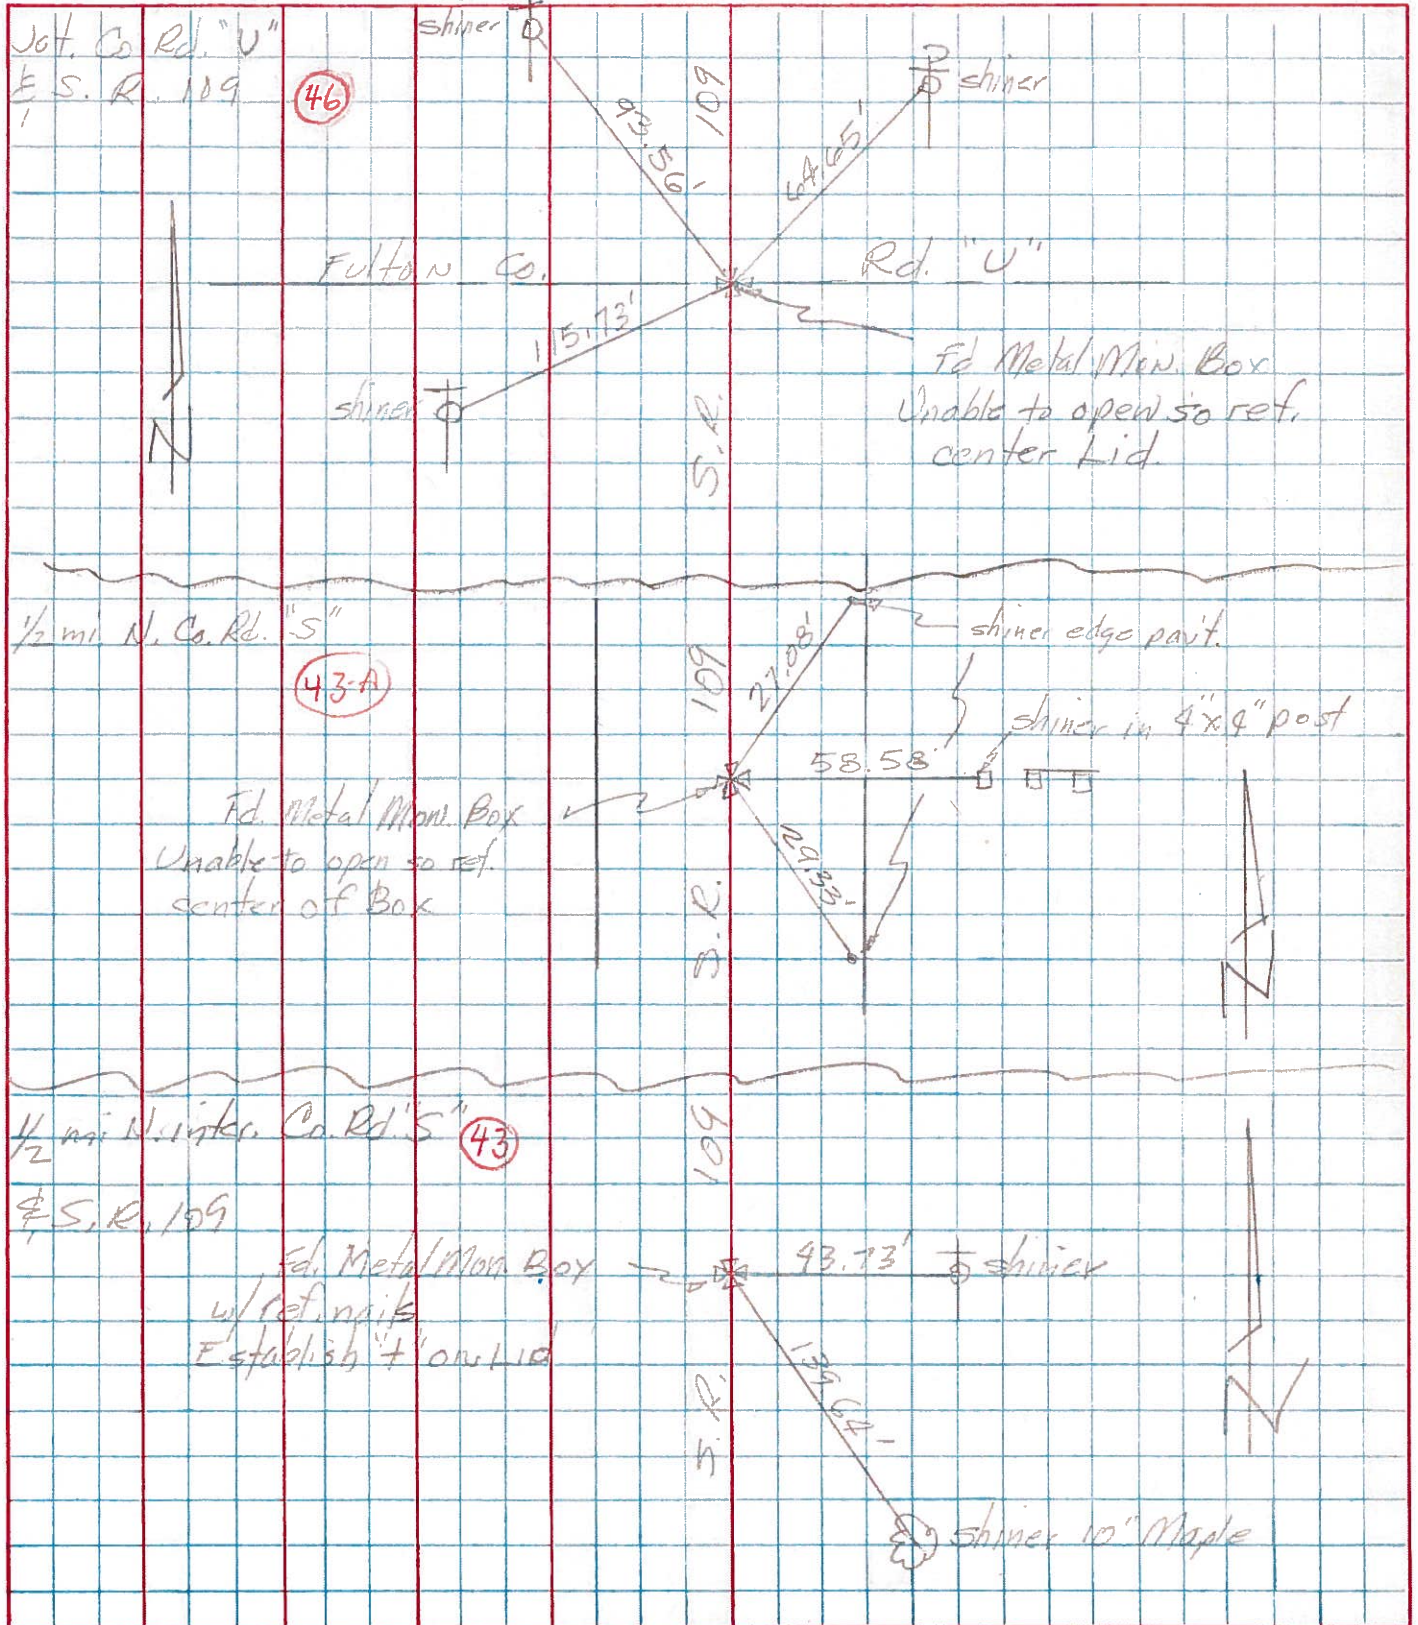 Jct. Co Rd. "U"
& S. R. 109
46
shiner
shiner
93.56'
109
64.65'
Fulton Co.
Rd. "U"
115.73'
shiner
S.R.
Fd Metal Mon. Box
Unable to open so ref.
center Lid.
N
1/2 mi N. Co. Rd. "S"
43-A
109
27.08'
shiner edge pav't.
shiner in 4"x4" post
58.58'
Fd. Metal Mon. Box
Unable to open so ref.
center of Box
29.33'
S.R.
N
1/2 mi N. inter. Co. Rd "S"
43
& S. R. 109
109
Fd. Metal Mon. Box
w/ ref. nails
Establish "+" on Lid
43.73'
shiner
139.64'
S. R.
N
shiner 10" Maple